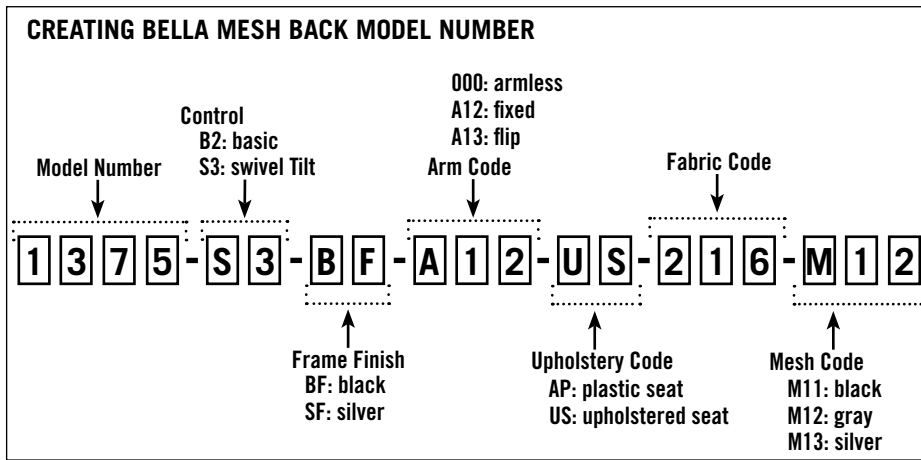 CREATING BELLA MESH BACK MODEL NUMBER
000: armless
A12: fixed
A13: flip
Arm Code
Control
B2: basic
S3: swivel Tilt
Model Number
Fabric Code
1375-S3-BF-A12-US-216-M12
Frame Finish
BF: black
SF: silver
Upholstery Code
AP: plastic seat
US: upholstered seat
Mesh Code
M11: black
M12: gray
M13: silver